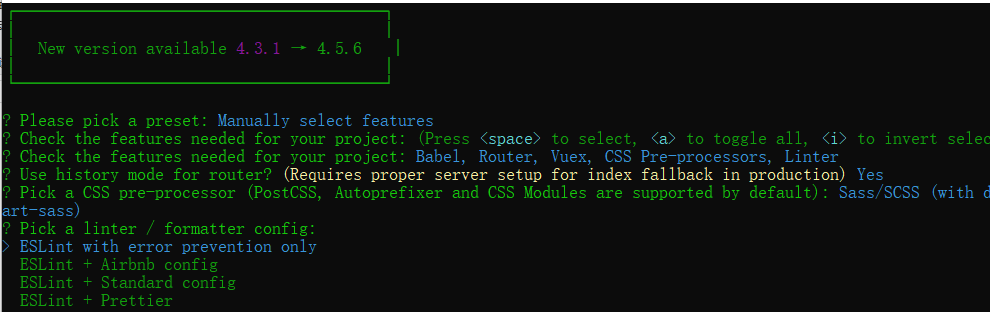 New version available 4.3.1 → 4.5.6
? Please pick a preset: Manually select features
? Check the features needed for your project: (Press <space> to select, <a> to toggle all, <i> to invert selec
? Check the features needed for your project: Babel, Router, Vuex, CSS Pre-processors, Linter
? Use history mode for router? (Requires proper server setup for index fallback in production) Yes
? Pick a CSS pre-processor (PostCSS, Autoprefixer and CSS Modules are supported by default): Sass/SCSS (with d
art-sass)
? Pick a linter / formatter config:
> ESLint with error prevention only
ESLint + Airbnb config
ESLint + Standard config
ESLint + Prettier